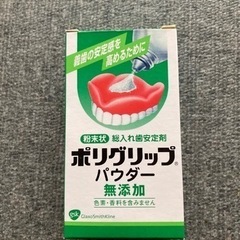 義歯の安定感を
高めるために
粉末状 総入れ歯安定剤
ポリグリップ®
パウダー
無添加
色素・香料を含みません
gsk GlaxoSmithKline